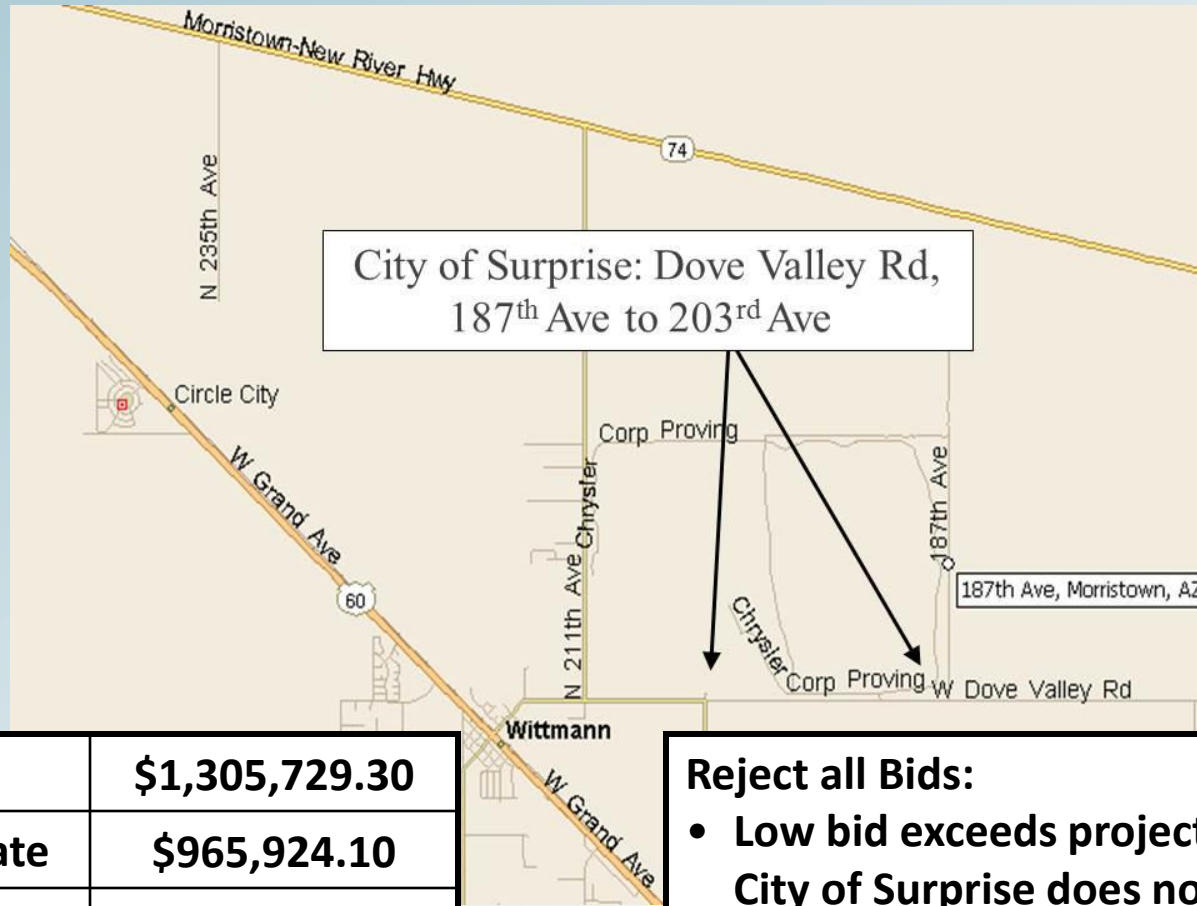 Morristown-New River Hwy
74
N 235th Ave
City of Surprise: Dove Valley Rd,
187th Ave to 203rd Ave
Circle City
Corp Proving
W Grand Ave
Chrysler
187th Ave
60
187th Ave, Morristown, AZ
N 211th Ave
Chrysler
Corp Proving
W Dove Valley Rd
Wittmann
W Grand Ave
$1,305,729.30
ate
$965,924.10
Reject all Bids:
• Low bid exceeds project
City of Surprise does no